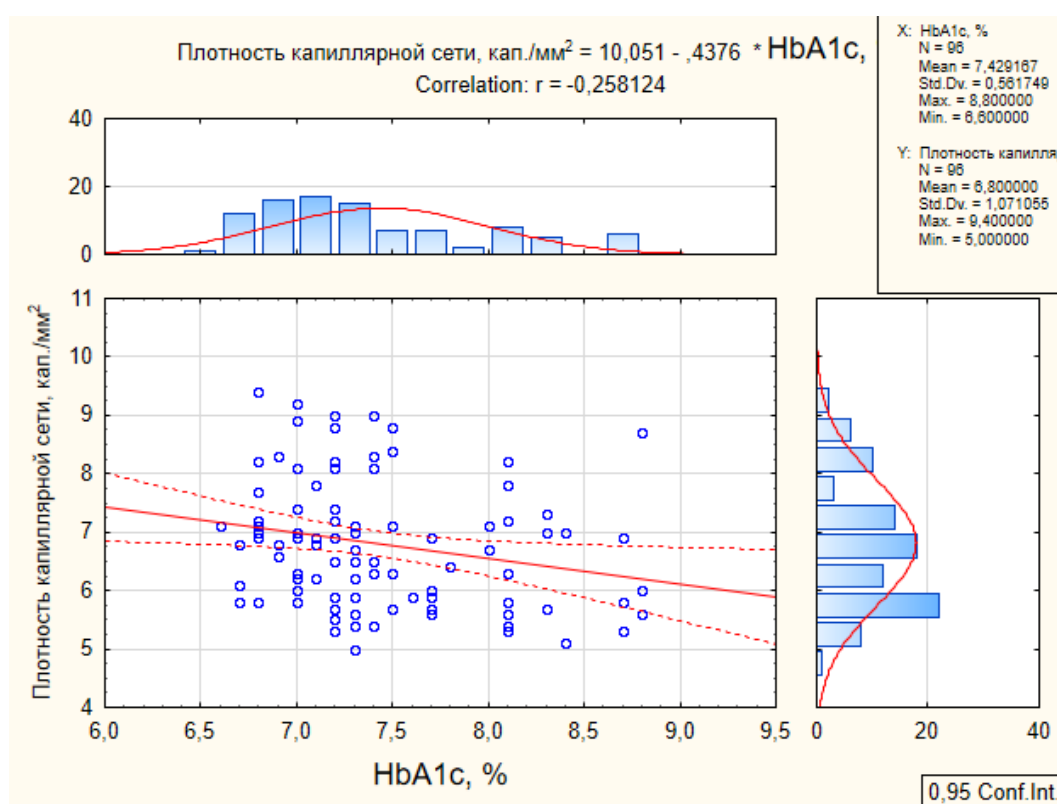 Плотность капиллярной сети, кап./мм² = 10,051 - ,4376 * HbA1c,
Correlation: r = -0,258124
X: HbA1c, %
N = 96
Mean = 7,429167
Std.Dv. = 0,561749
Max. = 8,800000
Min. = 6,600000
Y: Плотность капилля
N = 96
Mean = 6,800000
Std.Dv. = 1,071055
Max. = 9,400000
Min. = 5,000000
40
20
0
Плотность капиллярной сети, кап./мм²
11
10
9
8
7
6
5
4
6,0 6,5 7,0 7,5 8,0 8,5 9,0 9,5
0 20 40
HbA1c, %
0,95 Conf.Int